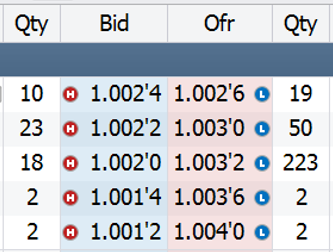 Qty Bid Ofr Qty
10 H 1.002'4 1.002'6 L 19
23 H 1.002'2 1.003'0 L 50
18 H 1.002'0 1.003'2 L 223
2 H 1.001'4 1.003'6 L 2
2 H 1.001'2 1.004'0 L 2